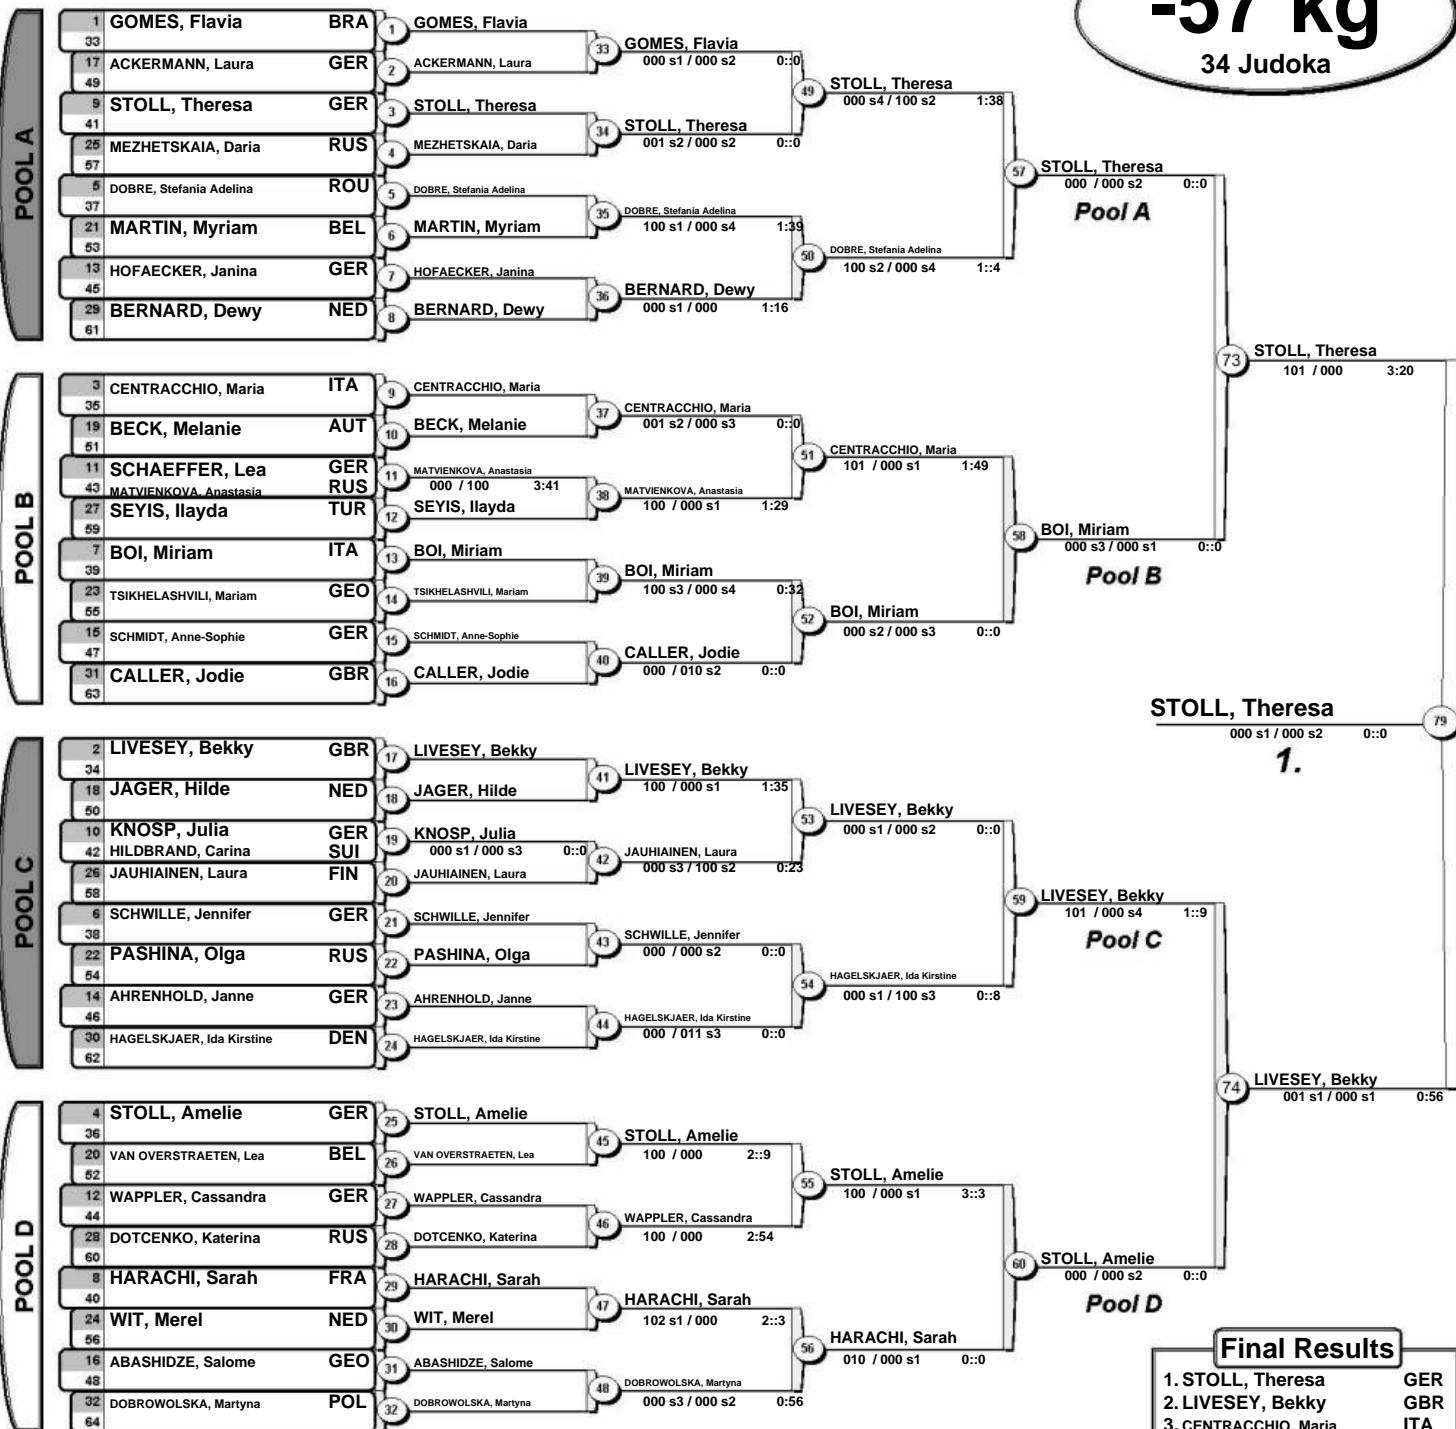 -57 kg
34 Judoka
POOL A
1 GOMES, Flavia BRA
33
17 ACKERMANN, Laura GER
49
9 STOLL, Theresa GER
41
25 MEZHETSKAIA, Daria RUS
57
5 DOBRE, Stefania Adelina ROU
37
21 MARTIN, Myriam BEL
53
13 HOFAECKER, Janina GER
45
29 BERNARD, Dewy NED
61
1 GOMES, Flavia
2 ACKERMANN, Laura
3 STOLL, Theresa
4 MEZHETSKAIA, Daria
5 DOBRE, Stefania Adelina
6 MARTIN, Myriam
7 HOFAECKER, Janina
8 BERNARD, Dewy
33 GOMES, Flavia
000 s1 / 000 s2 0::0
34 STOLL, Theresa
001 s2 / 000 s2 0::0
35 DOBRE, Stefania Adelina
100 s1 / 000 s4 1:39
36 BERNARD, Dewy
000 s1 / 000 1:16
49 STOLL, Theresa
000 s4 / 100 s2 1:38
50 DOBRE, Stefania Adelina
100 s2 / 000 s4 1::4
57 STOLL, Theresa
000 / 000 s2 0::0
Pool A
POOL B
3 CENTRACCHIO, Maria ITA
35
19 BECK, Melanie AUT
51
11 SCHAEFFER, Lea GER
43 MATVIENKOVA, Anastasia RUS
27 SEYIS, Ilayda TUR
59
7 BOI, Miriam ITA
39
23 TSIKHELASHVILI, Mariam GEO
55
15 SCHMIDT, Anne-Sophie GER
47
31 CALLER, Jodie GBR
63
9 CENTRACCHIO, Maria
10 BECK, Melanie
11 MATVIENKOVA, Anastasia
000 / 100 3:41
12 SEYIS, Ilayda
13 BOI, Miriam
14 TSIKHELASHVILI, Mariam
15 SCHMIDT, Anne-Sophie
16 CALLER, Jodie
37 CENTRACCHIO, Maria
001 s2 / 000 s3 0::0
38 MATVIENKOVA, Anastasia
100 / 000 s1 1:29
39 BOI, Miriam
100 s3 / 000 s4 0:32
40 CALLER, Jodie
000 / 010 s2 0::0
51 CENTRACCHIO, Maria
101 / 000 s1 1:49
52 BOI, Miriam
000 s2 / 000 s3 0::0
58 BOI, Miriam
000 s3 / 000 s1 0::0
Pool B
73 STOLL, Theresa
101 / 000 3:20
STOLL, Theresa 79
000 s1 / 000 s2 0::0
1.
POOL C
2 LIVESEY, Bekky GBR
34
18 JAGER, Hilde NED
50
10 KNOSP, Julia GER
42 HILDBRAND, Carina SUI
26 JAUHIAINEN, Laura FIN
58
6 SCHWILLE, Jennifer GER
38
22 PASHINA, Olga RUS
54
14 AHRENHOLD, Janne GER
46
30 HAGELSKJAER, Ida Kirstine DEN
62
17 LIVESEY, Bekky
18 JAGER, Hilde
19 KNOSP, Julia
000 s1 / 000 s3 0::0
20 JAUHIAINEN, Laura
21 SCHWILLE, Jennifer
22 PASHINA, Olga
23 AHRENHOLD, Janne
24 HAGELSKJAER, Ida Kirstine
41 LIVESEY, Bekky
100 / 000 s1 1:35
42 JAUHIAINEN, Laura
000 s3 / 100 s2 0:23
43 SCHWILLE, Jennifer
000 / 000 s2 0::0
44 HAGELSKJAER, Ida Kirstine
000 / 011 s3 0::0
53 LIVESEY, Bekky
000 s1 / 000 s2 0::0
54 HAGELSKJAER, Ida Kirstine
000 s1 / 100 s3 0::8
59 LIVESEY, Bekky
101 / 000 s4 1::9
Pool C
74 LIVESEY, Bekky
001 s1 / 000 s1 0:56
POOL D
4 STOLL, Amelie GER
36
20 VAN OVERSTRAETEN, Lea BEL
52
12 WAPPLER, Cassandra GER
44
28 DOTCENKO, Katerina RUS
60
8 HARACHI, Sarah FRA
40
24 WIT, Merel NED
56
16 ABASHIDZE, Salome GEO
48
32 DOBROWOLSKA, Martyna POL
64
25 STOLL, Amelie
26 VAN OVERSTRAETEN, Lea
27 WAPPLER, Cassandra
28 DOTCENKO, Katerina
29 HARACHI, Sarah
30 WIT, Merel
31 ABASHIDZE, Salome
32 DOBROWOLSKA, Martyna
45 STOLL, Amelie
100 / 000 2::9
46 WAPPLER, Cassandra
100 / 000 2:54
47 HARACHI, Sarah
102 s1 / 000 2::3
48 DOBROWOLSKA, Martyna
000 s3 / 000 s2 0:56
55 STOLL, Amelie
100 / 000 s1 3::3
56 HARACHI, Sarah
010 / 000 s1 0::0
60 STOLL, Amelie
000 / 000 s2 0::0
Pool D
Final Results
1. STOLL, Theresa GER
2. LIVESEY, Bekky GBR
3. CENTRACCHIO, Maria ITA